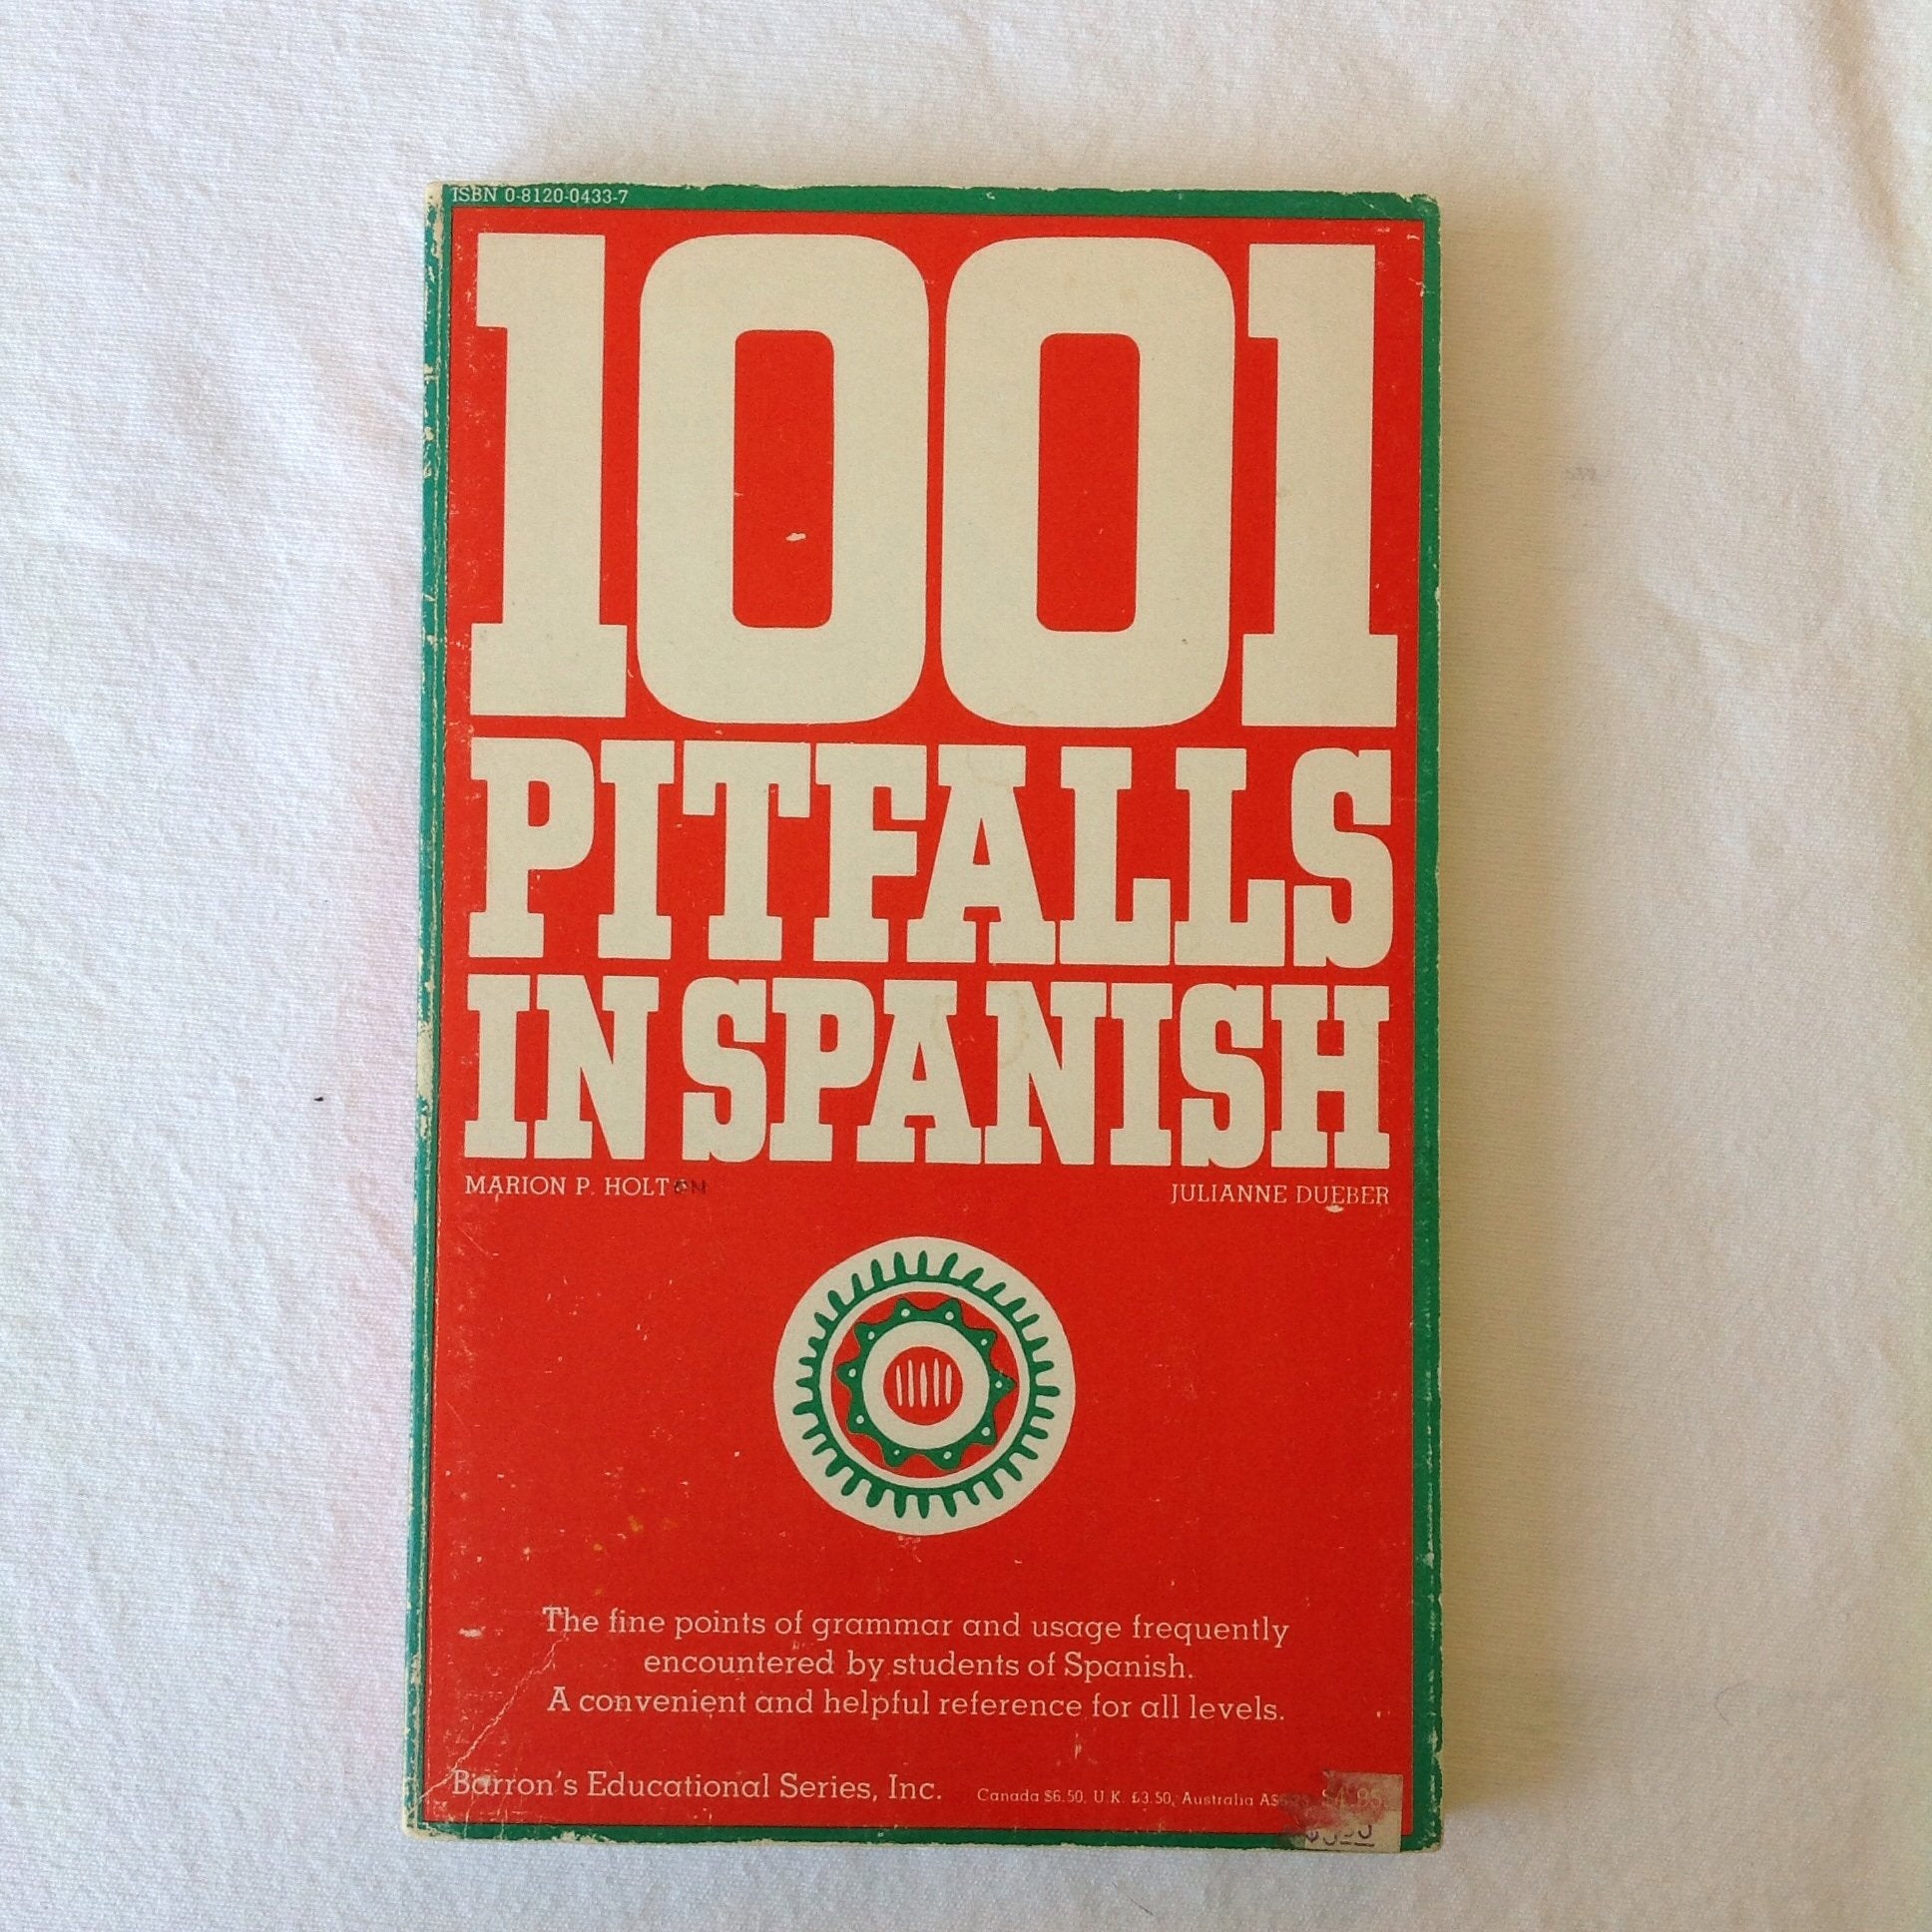 ISBN 0-8120-0433-7
1001
PITFALLS
IN SPANISH
MARION P. HOLT JULIANNE DUEBER
The fine points of grammar and usage frequently
encountered by students of Spanish.
A convenient and helpful reference for all levels.
Barron's Educational Series, Inc. Canada $6.50, U.K. £3.50, Australia $4.95